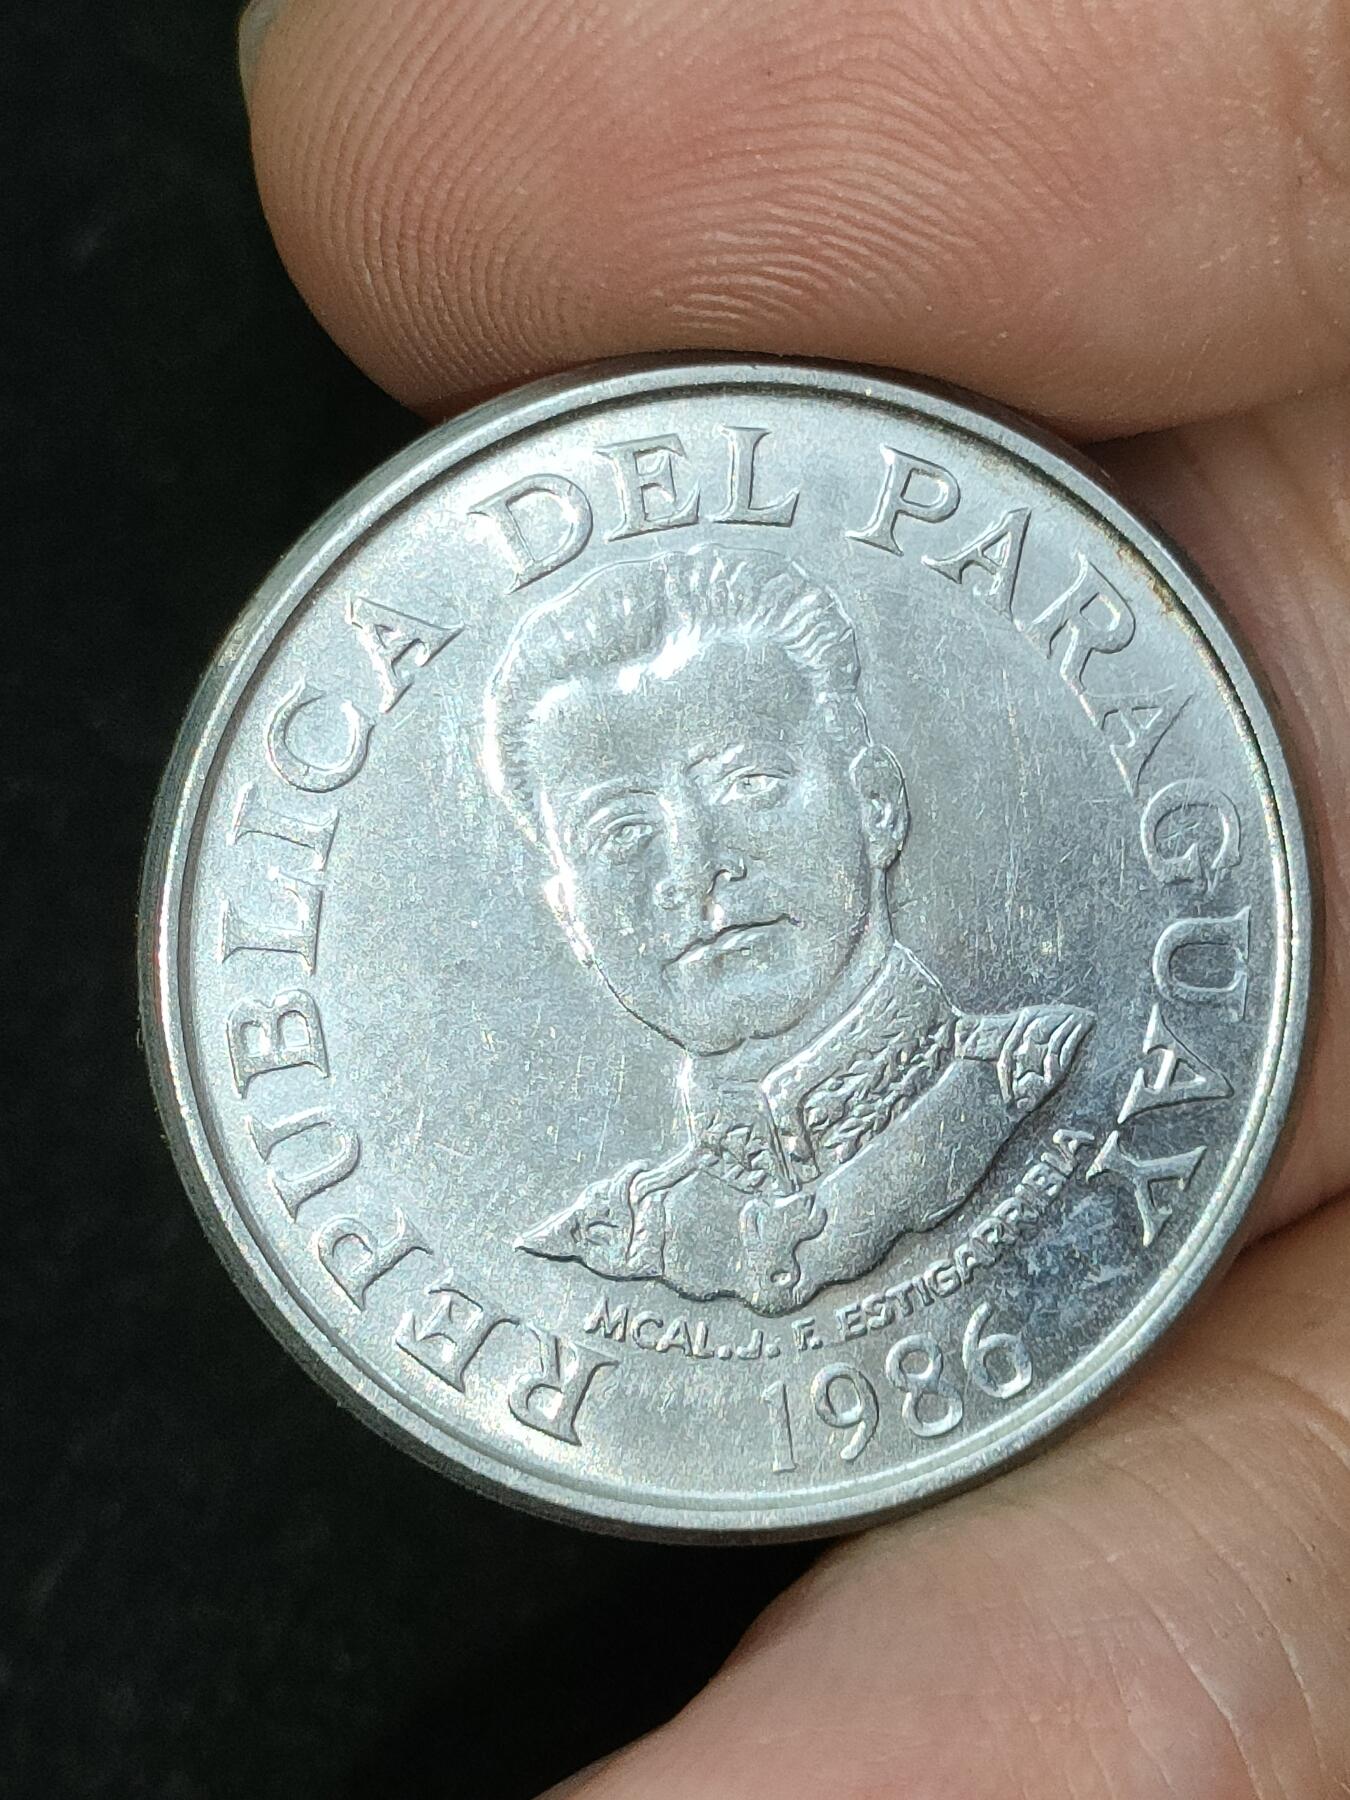 REPUBLICA DEL PARAGUAY
MCAL. J. F. ESTIGARRIBIA
1986